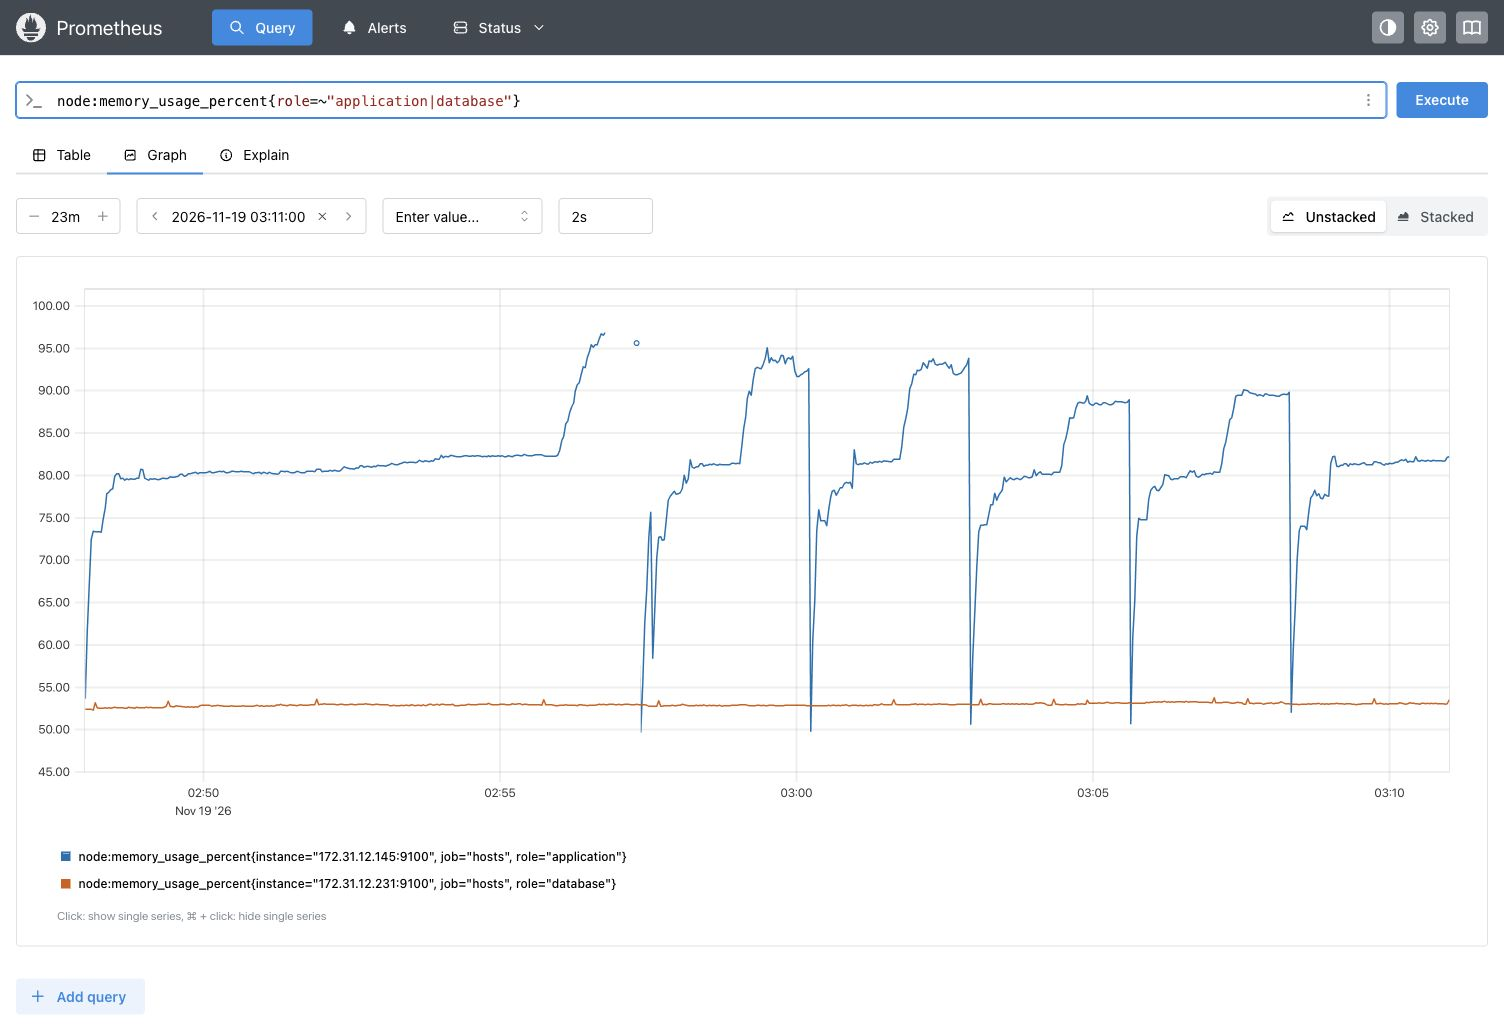 Prometheus Query Alerts Status
node:memory_usage_percent{role=~"application|database"}
Execute
Table Graph Explain
23m 2026-11-19 03:11:00 Enter value... 2s Unstacked Stacked
100.00
95.00
90.00
85.00
80.00
75.00
70.00
65.00
60.00
55.00
50.00
45.00
02:50 02:55 03:00 03:05 03:10
Nov 19 '26
node:memory_usage_percent{instance="172.31.12.145:9100", job="hosts", role="application"}
node:memory_usage_percent{instance="172.31.12.231:9100", job="hosts", role="database"}
Click: show single series, ⌘ + click: hide single series
Add query